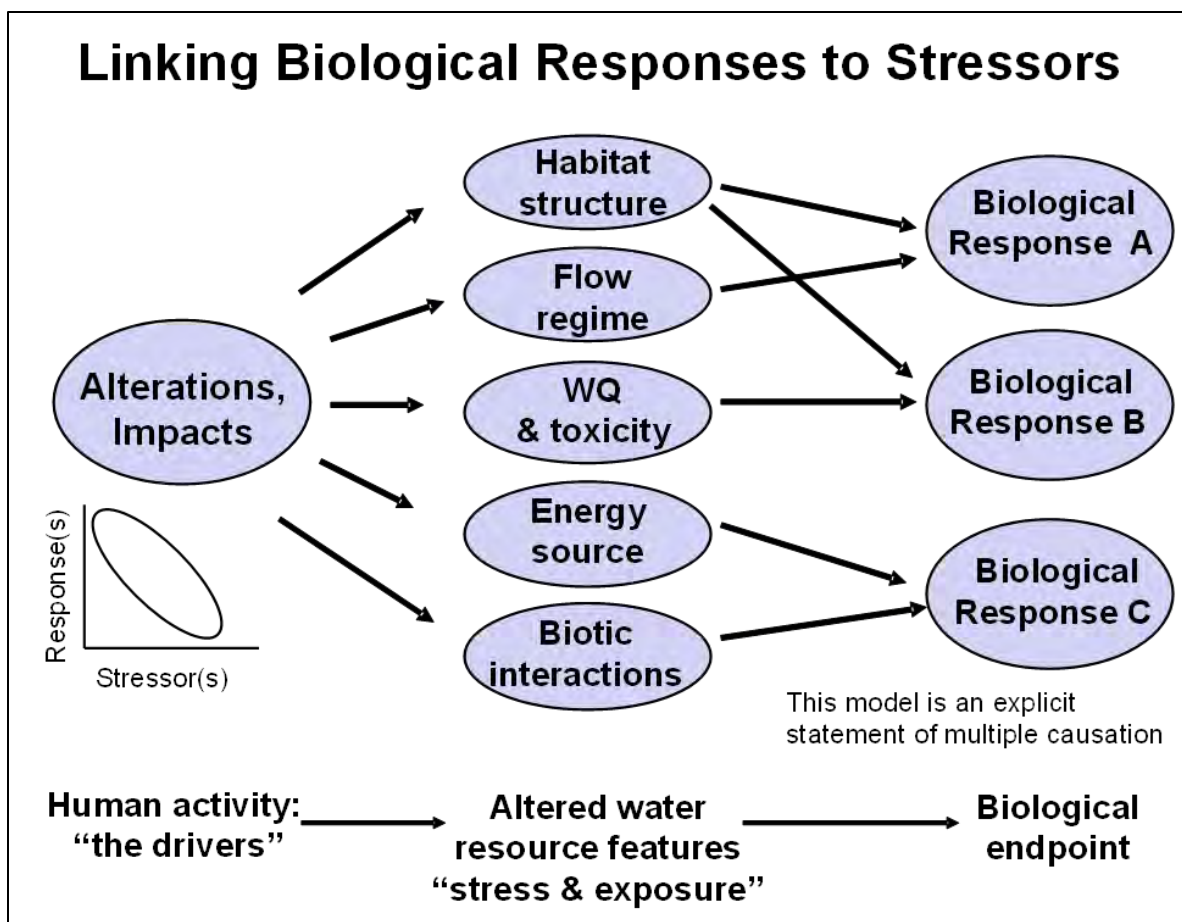 Linking Biological Responses to Stressors
Habitat
structure
Flow
regime
WQ
& toxicity
Energy
source
Biotic
interactions
Alterations,
Impacts
Biological
Response A
Biological
Response B
Biological
Response C
Response(s)
Stressor(s)
This model is an explicit
statement of multiple causation
Human activity:
“the drivers”
Altered water
resource features
“stress & exposure”
Biological
endpoint